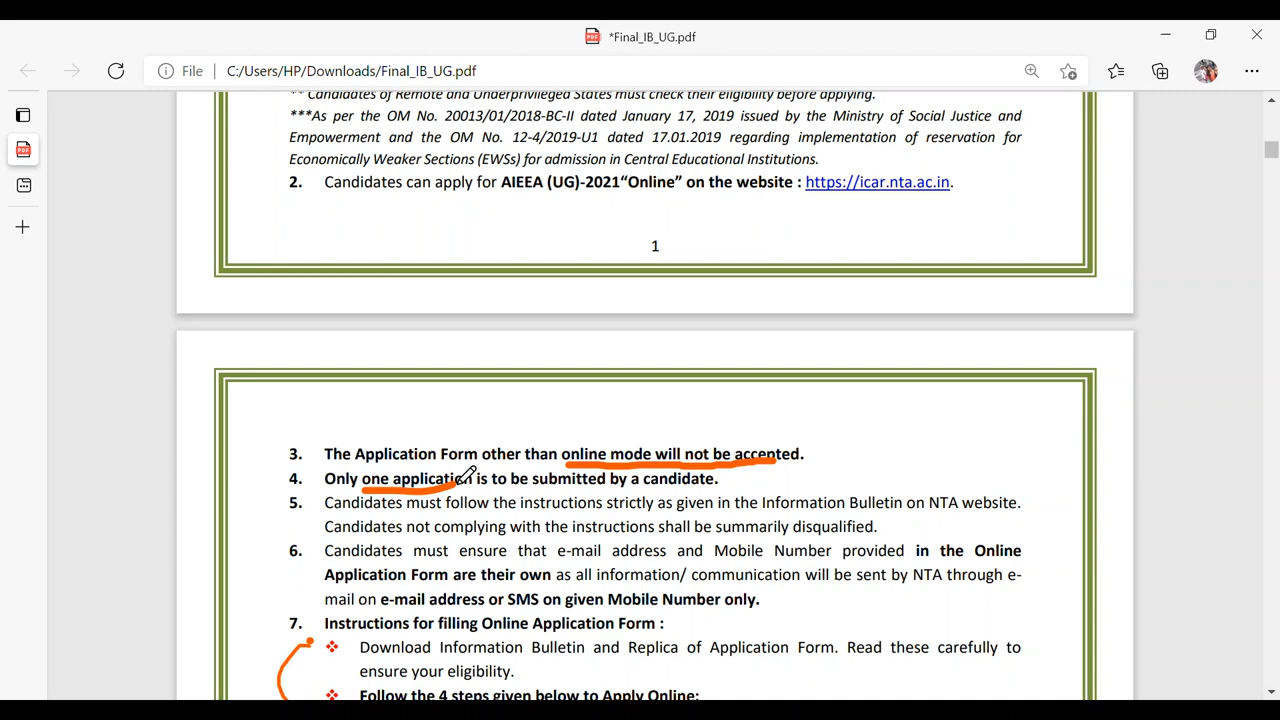 *Final_IB_UG.pdf
File
C:/Users/HP/Downloads/Final_IB_UG.pdf
** Candidates of Remote and Underprivileged States must check their eligibility before applying.
***As per the OM No. 20013/01/2018-BC-II dated January 17, 2019 issued by the Ministry of Social Justice and
Empowerment and the OM No. 12-4/2019-U1 dated 17.01.2019 regarding implementation of reservation for
Economically Weaker Sections (EWSs) for admission in Central Educational Institutions.
2. Candidates can apply for AIEEA (UG)-2021“Online” on the website : https://icar.nta.ac.in.
1
3. The Application Form other than online mode will not be accepted.
4. Only one application is to be submitted by a candidate.
5. Candidates must follow the instructions strictly as given in the Information Bulletin on NTA website.
Candidates not complying with the instructions shall be summarily disqualified.
6. Candidates must ensure that e-mail address and Mobile Number provided in the Online
Application Form are their own as all information/ communication will be sent by NTA through e-
mail on e-mail address or SMS on given Mobile Number only.
7. Instructions for filling Online Application Form :
Download Information Bulletin and Replica of Application Form. Read these carefully to
ensure your eligibility.
Follow the 4 steps given below to Apply Online: